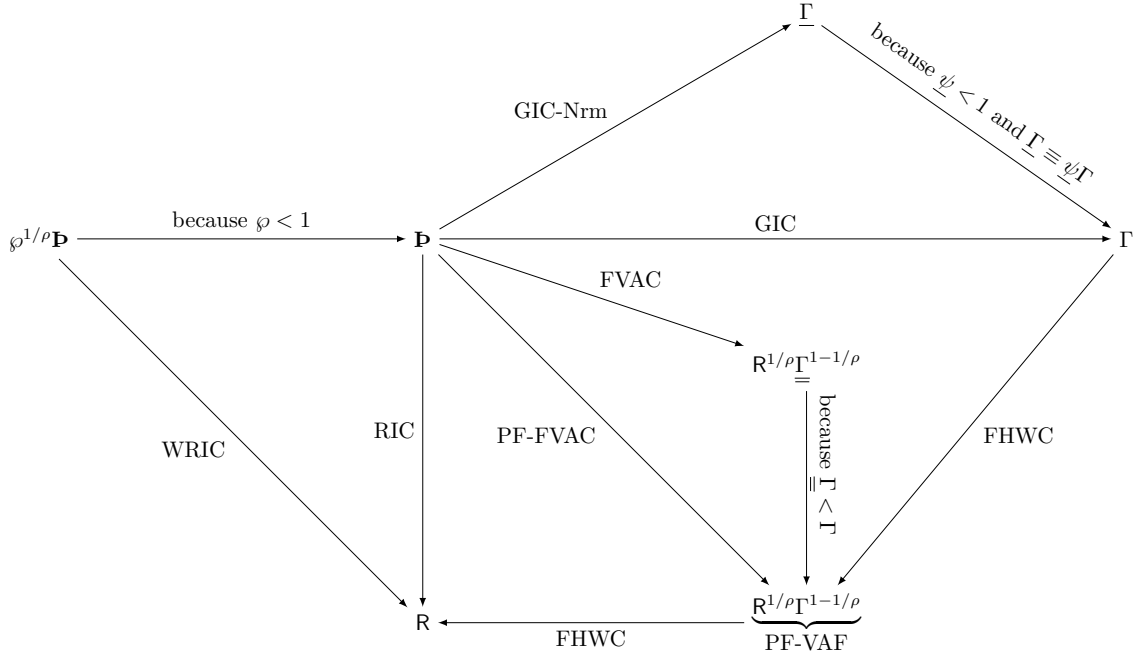 Γ̲
because ψ̲ < 1 and Γ̲ ≡ ψ̲Γ
GIC-Nrm
℘^{1/ρ}Þ
because ℘ < 1
Þ
GIC
Γ
FVAC
R^{1/ρ}Γ̳^{1−1/ρ}
because Γ̳ < Γ
WRIC
RIC
PF-FVAC
FHWC
R
FHWC
R^{1/ρ}Γ^{1−1/ρ}
PF-VAF